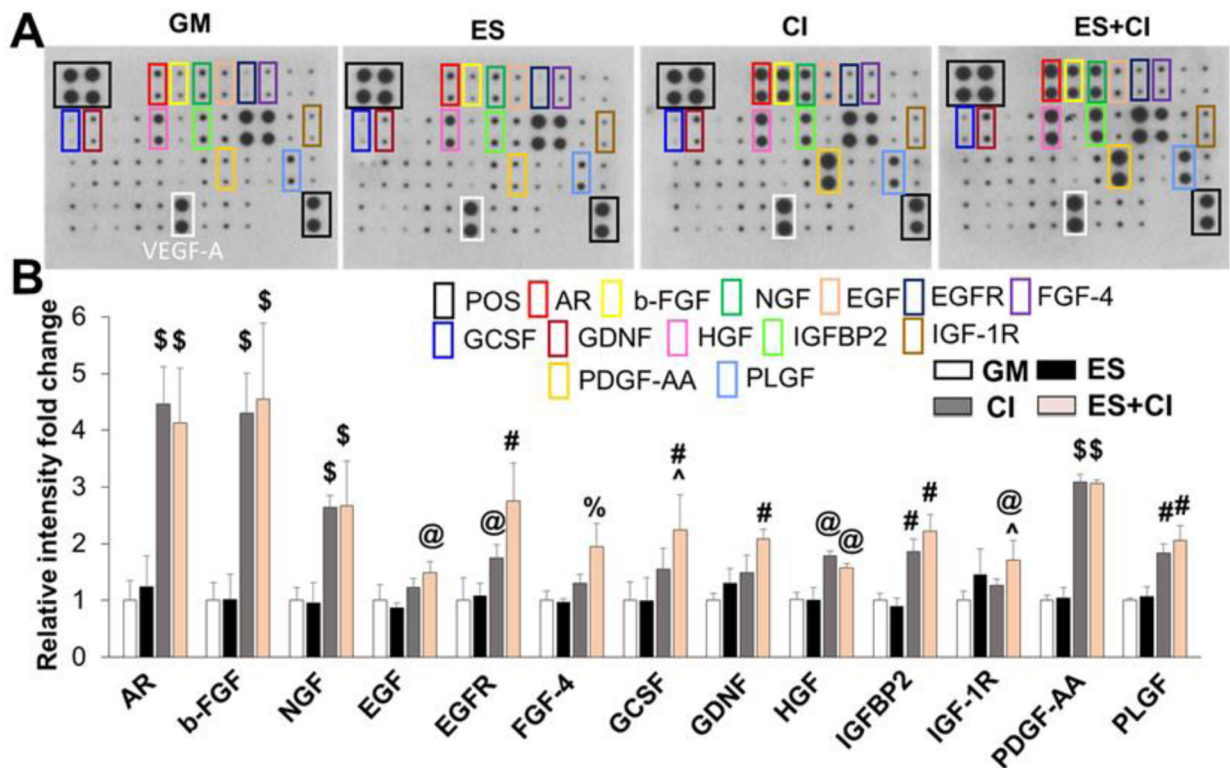 A
GM
ES
CI
ES+CI
VEGF-A
B
POS AR b-FGF NGF EGF EGFR FGF-4
GCSF GDNF HGF IGFBP2 IGF-1R
PDGF-AA PLGF
GM ES
CI ES+CI
Relative intensity fold change
6
5
4
3
2
1
0
$ $
$ $
$ $
@
@ #
%
# ^
#
@ @
# #
@ ^
$ $
# #
AR
b-FGF
NGF
EGF
EGFR
FGF-4
GCSF
GDNF
HGF
IGFBP2
IGF-1R
PDGF-AA
PLGF